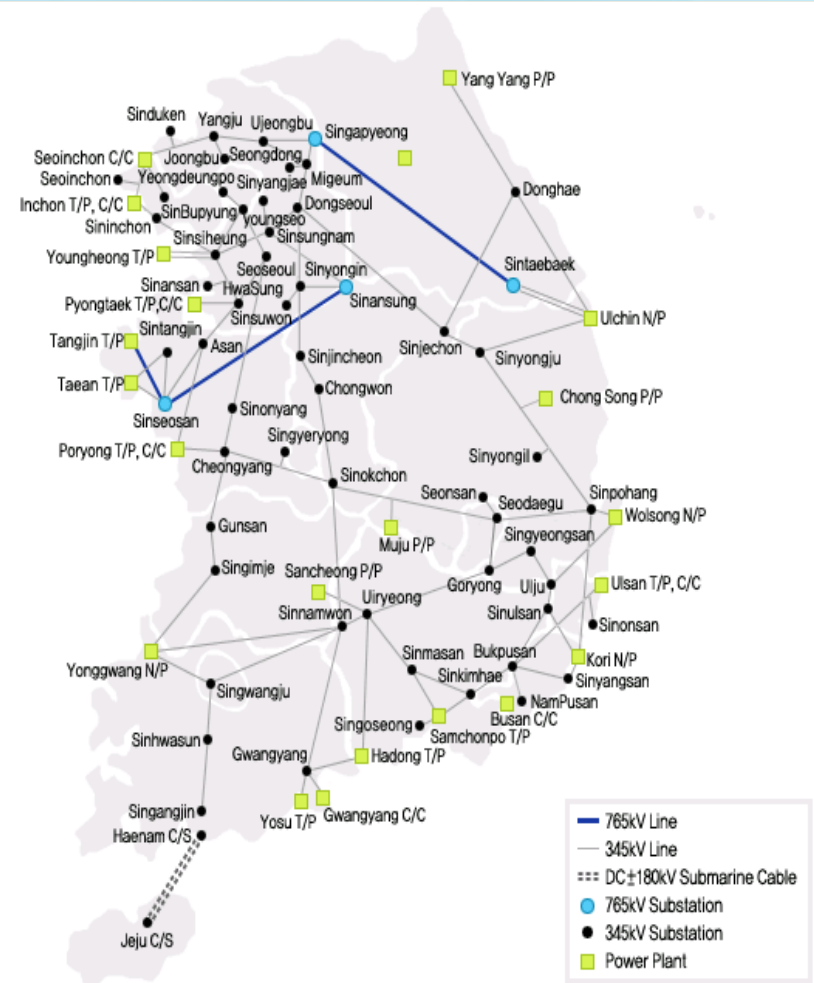 Yang Yang P/P
Sinduken
Yangju
Ujeongbu
Singapyeong
Seoinchon C/C
Joongbu
Seongdong
Seoinchon
Yeongdeungpo
Sinyangjae
Migeum
Donghae
Inchon T/P, C/C
SinBupyung
Youngseo
Dongseoul
Sininchon
Sinsiheung
Sinsungnam
Youngheong T/P
Seoseoul
Sinyongin
Sintaebaek
Sinansan
HwaSung
Sinansung
Pyongtaek T/P,C/C
Sinsuwon
Ulchin N/P
Sintangjin
Tangjin T/P
Asan
Sinjechon
Sinyongju
Sinjincheon
Taean T/P
Chongwon
Chong Song P/P
Sinseosan
Sinonyang
Singyeryong
Poryong T/P, C/C
Cheongyang
Sinyongil
Sinokchon
Seonsan
Seodaegu
Sinpohang
Wolsong N/P
Gunsan
Muju P/P
Singyeongsan
Singimje
Sancheong P/P
Goryong
Ulju
Ulsan T/P, C/C
Uiryeong
Sinnamwon
Sinulsan
Sinonsan
Yonggwang N/P
Sinmasan
Bukpusan
Kori N/P
Sinkimhae
Sinyangsan
Singwangju
NamPusan
Busan C/C
Singoseong
Samchonpo T/P
Sinhwasun
Gwangyang
Hadong T/P
Singangjin
Yosu T/P
Gwangyang C/C
Haenam C/S
Jeju C/S
765kV Line
345kV Line
DC±180kV Submarine Cable
765kV Substation
345kV Substation
Power Plant